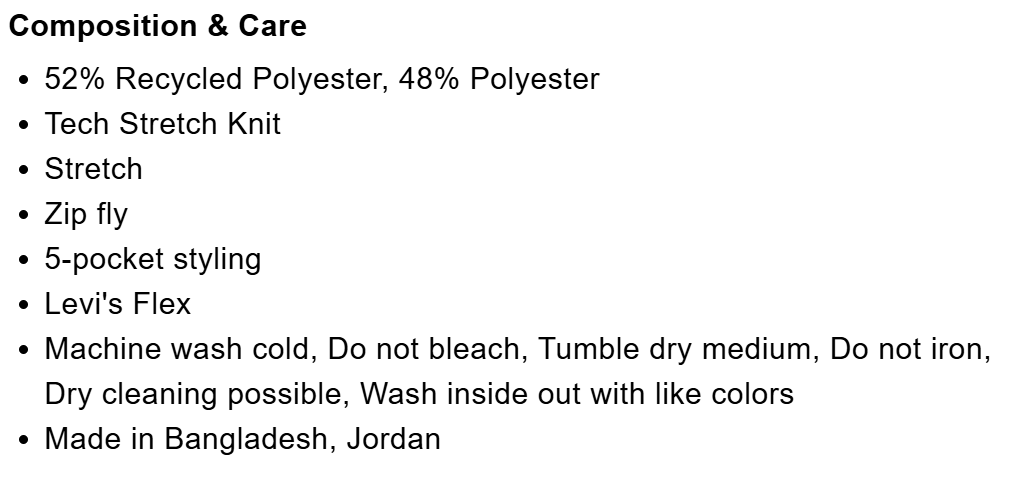 Composition & Care
• 52% Recycled Polyester, 48% Polyester
• Tech Stretch Knit
• Stretch
• Zip fly
• 5-pocket styling
• Levi's Flex
• Machine wash cold, Do not bleach, Tumble dry medium, Do not iron,
Dry cleaning possible, Wash inside out with like colors
• Made in Bangladesh, Jordan